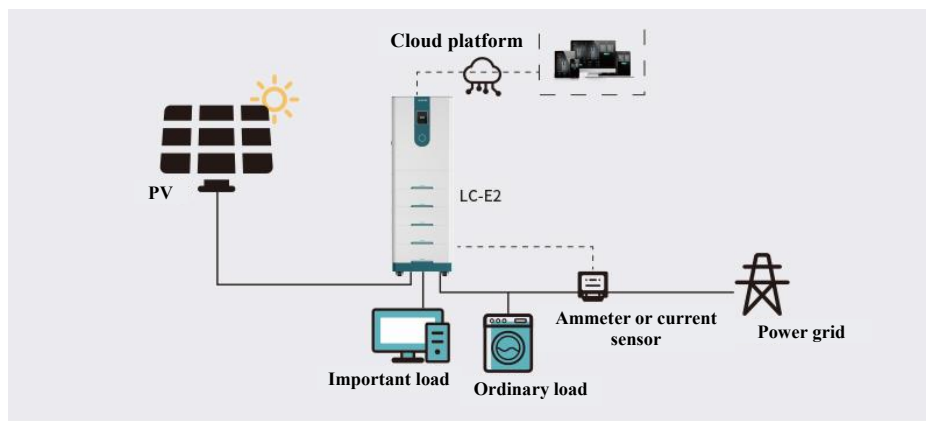 Cloud platform
PV
LC-E2
Ammeter or current
sensor
Power grid
Important load
Ordinary load